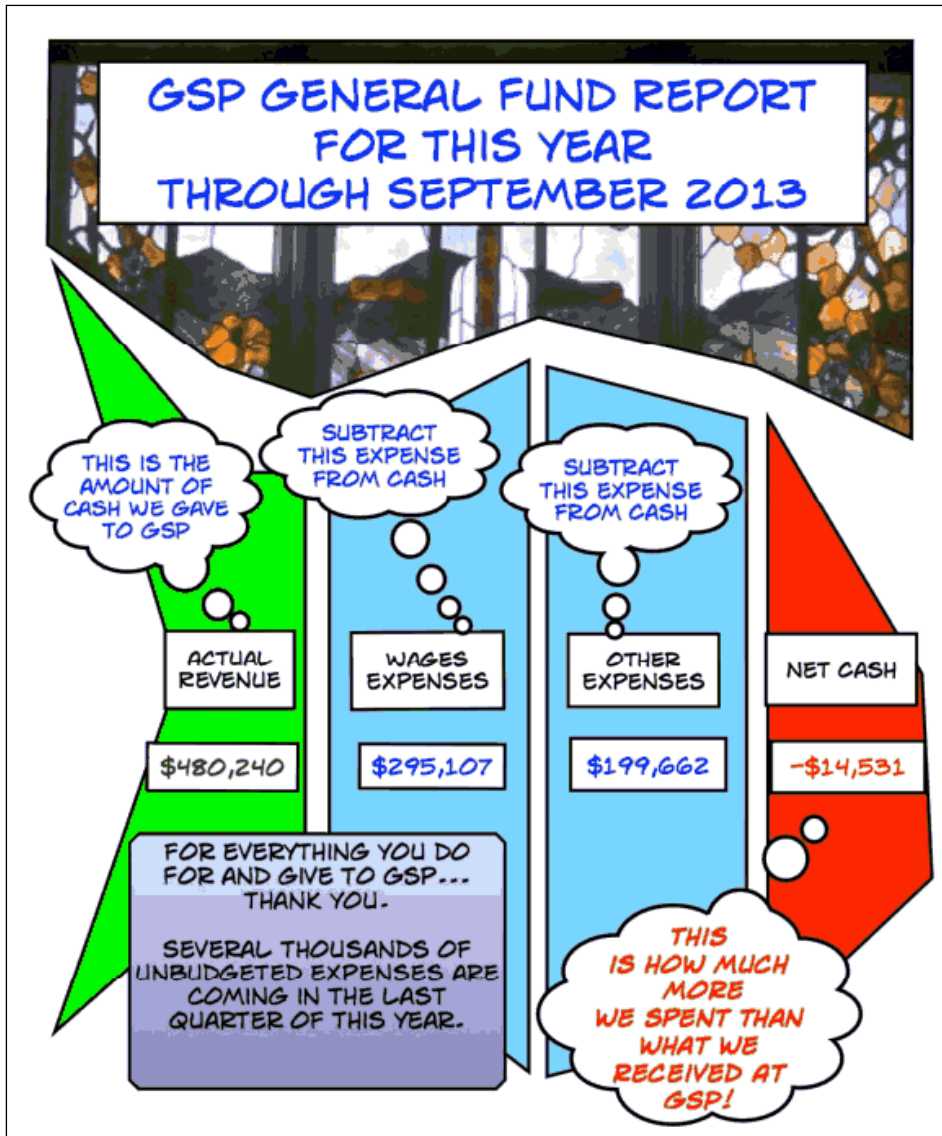 GSP GENERAL FUND REPORT
FOR THIS YEAR
THROUGH SEPTEMBER 2013
THIS IS THE
AMOUNT OF
CASH WE GAVE
TO GSP
SUBTRACT
THIS EXPENSE
FROM CASH
SUBTRACT
THIS EXPENSE
FROM CASH
ACTUAL
REVENUE
WAGES
EXPENSES
OTHER
EXPENSES
NET CASH
$480,240
$295,107
$199,662
-$14,531
FOR EVERYTHING YOU DO
FOR AND GIVE TO GSP...
THANK YOU.
SEVERAL THOUSANDS OF
UNBUDGETED EXPENSES ARE
COMING IN THE LAST
QUARTER OF THIS YEAR.
THIS
IS HOW MUCH
MORE
WE SPENT THAN
WHAT WE
RECEIVED AT
GSP!